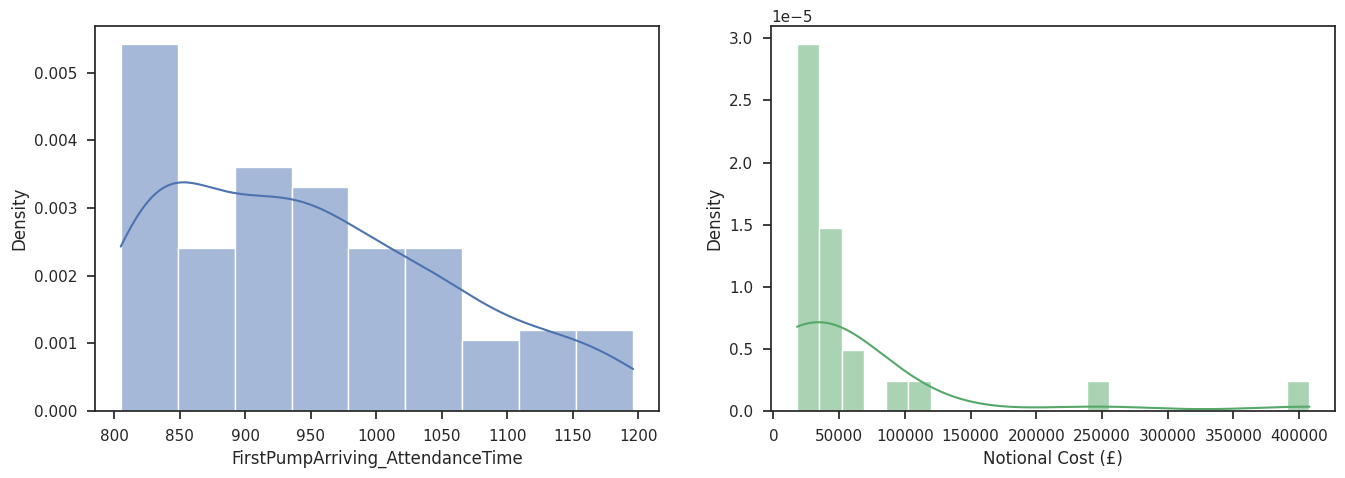 0.005
0.004
0.003
0.002
0.001
0.000
Density
800 850 900 950 1000 1050 1100 1150 1200
FirstPumpArriving_AttendanceTime
1e−5
3.0
2.5
2.0
1.5
1.0
0.5
0.0
Density
0 50000 100000 150000 200000 250000 300000 350000 400000
Notional Cost (£)